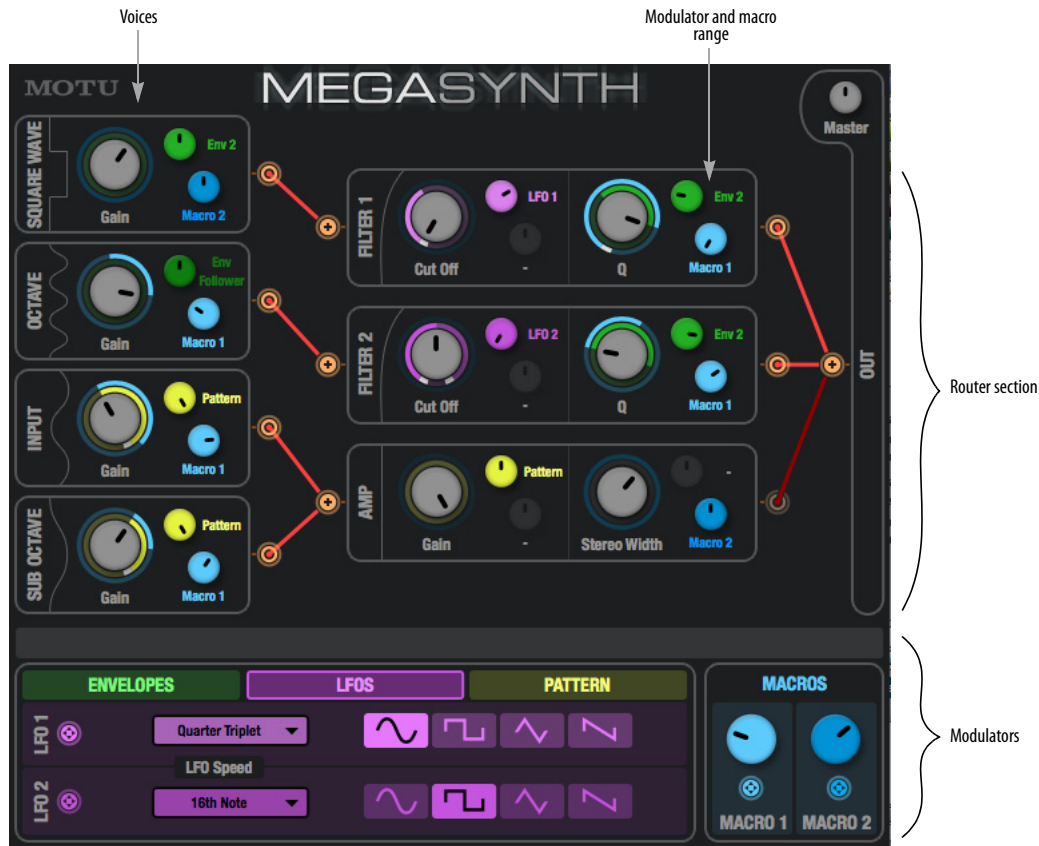 Voices
Modulator and macro
range
MOTU
MEGASYNTH
Master
SQUARE WAVE
Gain
Env 2
Macro 2
OCTAVE
Gain
Env
Follower
Macro 1
INPUT
Gain
Pattern
Macro 1
SUB OCTAVE
Gain
Pattern
Macro 1
FILTER 1
Cut Off
LFO 1
-
Q
Env 2
Macro 1
FILTER 2
Cut Off
LFO 2
-
Q
Env 2
Macro 1
AMP
Gain
Pattern
-
Stereo Width
-
Macro 2
OUT
Router section
ENVELOPES
LFOS
PATTERN
LFO 1
Quarter Triplet
LFO Speed
LFO 2
16th Note
MACROS
MACRO 1
MACRO 2
Modulators